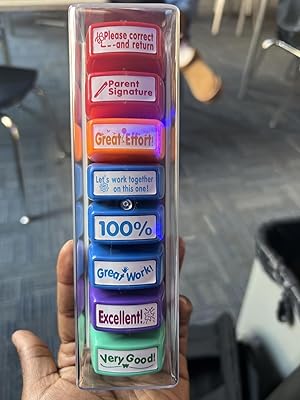 Please correct
and return
Parent
Signature
Great Effort!
Let's work together
on this one!
100%
Great Work!
Excellent!
Very Good!